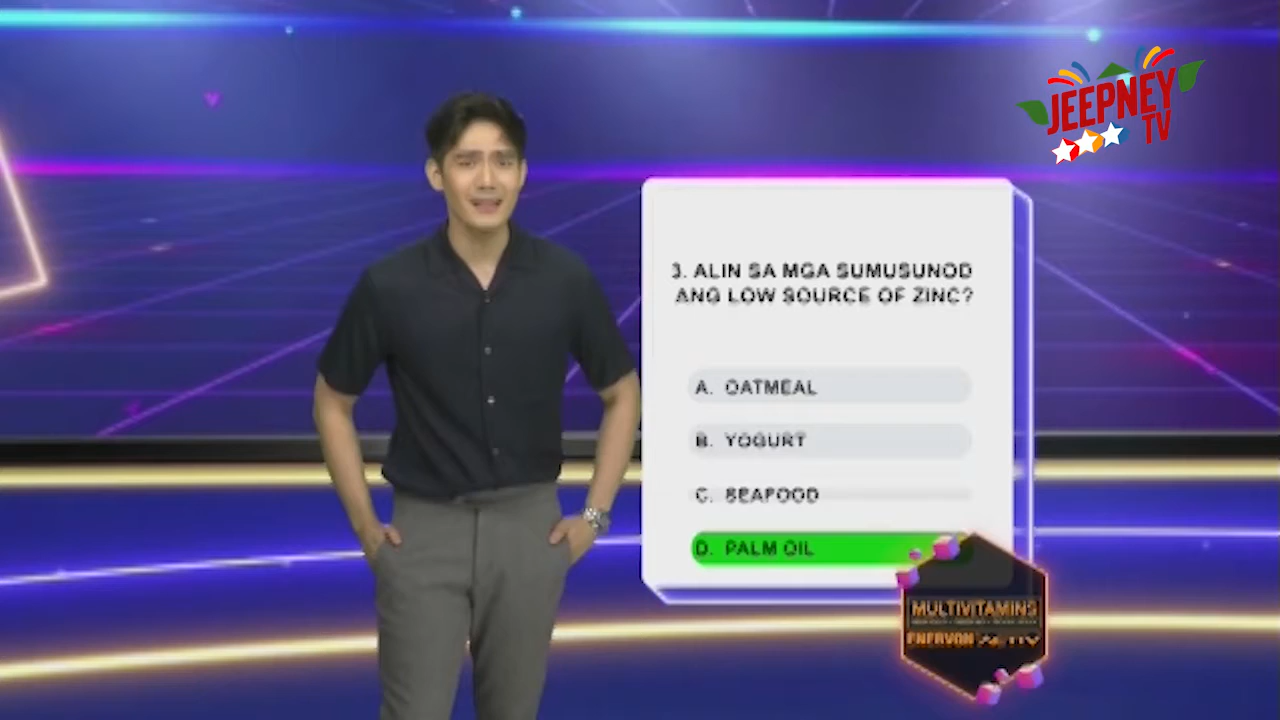 JEEPNEY
TV
3. ALIN SA MGA SUMUSUNOD
ANG LOW SOURCE OF ZINC?
A. OATMEAL
B. YOGURT
C. SEAFOOD
D. PALM OIL
MULTIVITAMINS
ENERVON